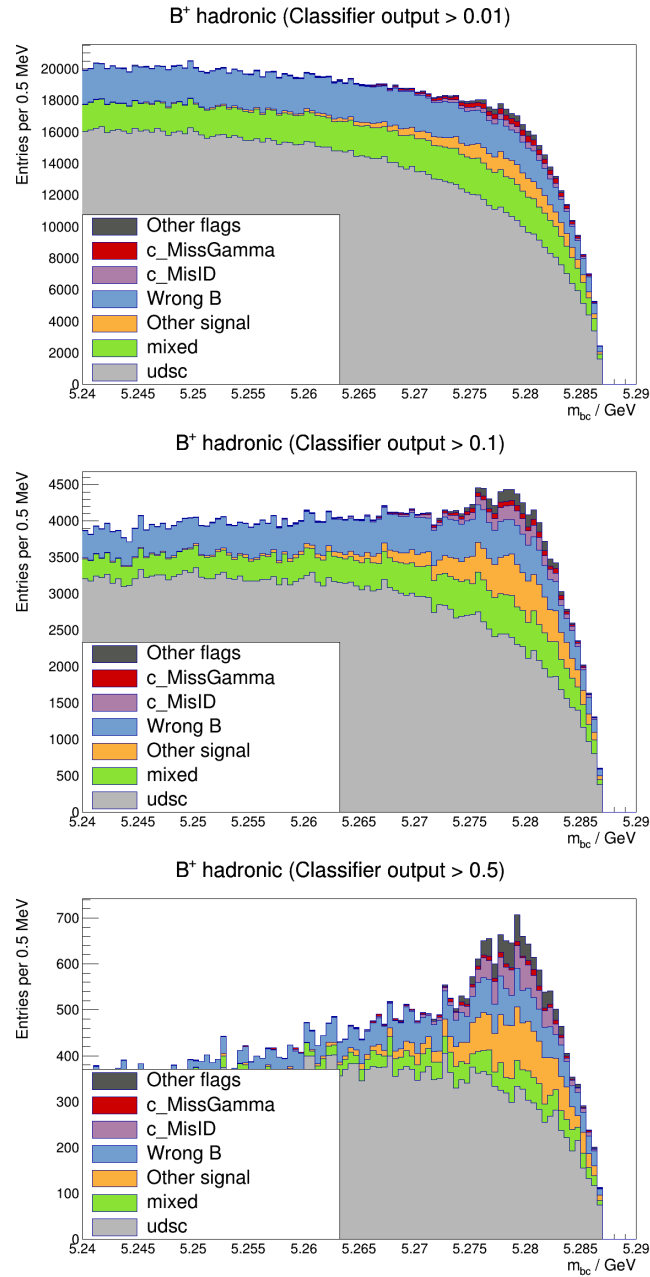 B+ hadronic (Classifier output > 0.01)
Entries per 0.5 MeV
20000
18000
16000
14000
12000
10000
8000
6000
4000
2000
0
Other flags
c_MissGamma
c_MisID
Wrong B
Other signal
mixed
udsc
5.24 5.245 5.25 5.255 5.26 5.265 5.27 5.275 5.28 5.285 5.29
mbc / GeV
B+ hadronic (Classifier output > 0.1)
Entries per 0.5 MeV
4500
4000
3500
3000
2500
2000
1500
1000
500
0
Other flags
c_MissGamma
c_MisID
Wrong B
Other signal
mixed
udsc
5.24 5.245 5.25 5.255 5.26 5.265 5.27 5.275 5.28 5.285 5.29
mbc / GeV
B+ hadronic (Classifier output > 0.5)
Entries per 0.5 MeV
700
600
500
400
300
200
100
0
Other flags
c_MissGamma
c_MisID
Wrong B
Other signal
mixed
udsc
5.24 5.245 5.25 5.255 5.26 5.265 5.27 5.275 5.28 5.285 5.29
mbc / GeV